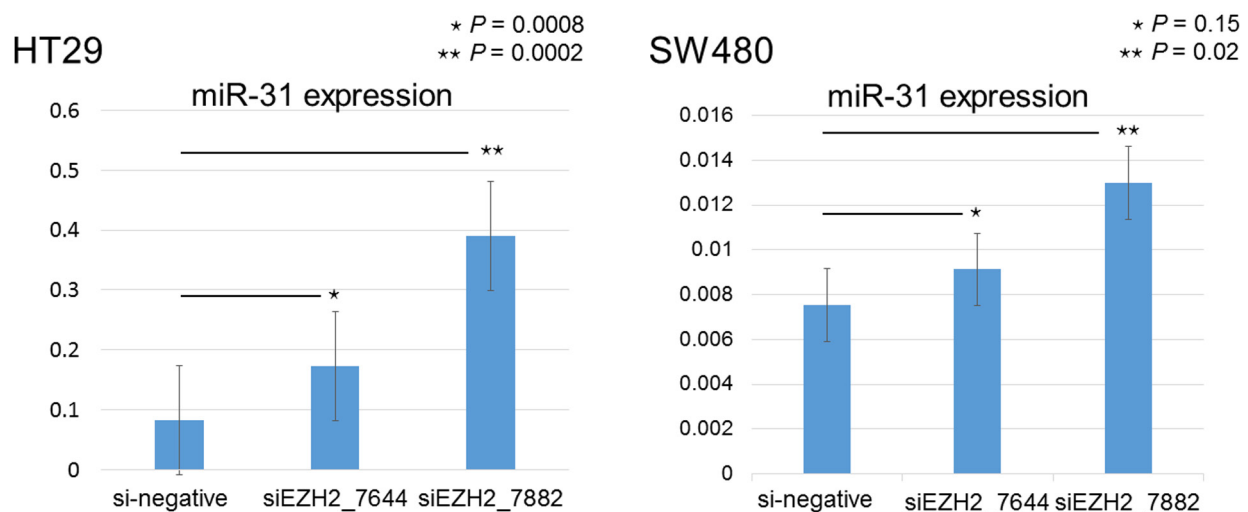 HT29
* P = 0.0008
** P = 0.0002
miR-31 expression
0.6
0.5
**
0.4
0.3
*
0.2
0.1
0
si-negative siEZH2_7644 siEZH2_7882
SW480
* P = 0.15
** P = 0.02
miR-31 expression
0.016
**
0.014
0.012
*
0.01
0.008
0.006
0.004
0.002
0
si-negative siEZH2 7644 siEZH2 7882